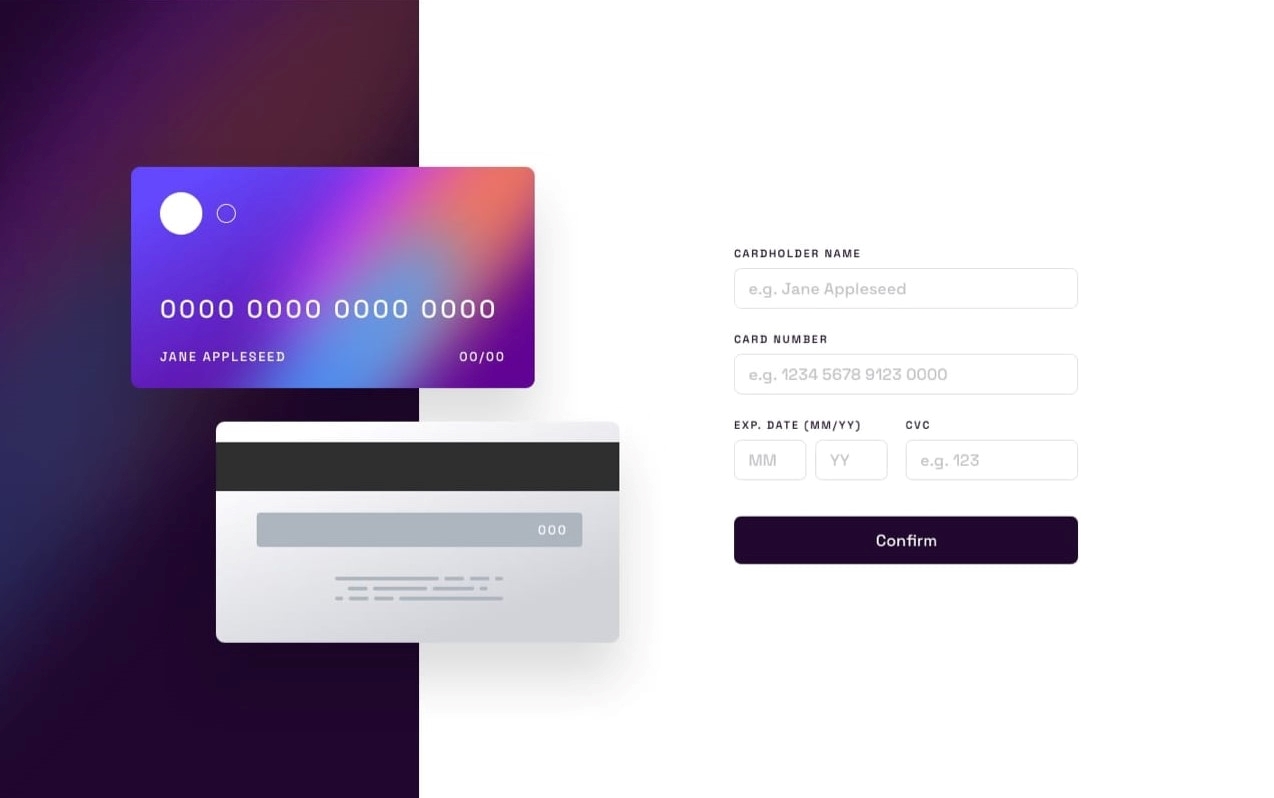 0000 0000 0000 0000
JANE APPLESEED 00/00
000
CARDHOLDER NAME
e.g. Jane Appleseed
CARD NUMBER
e.g. 1234 5678 9123 0000
EXP. DATE (MM/YY) CVC
MM YY e.g. 123
Confirm